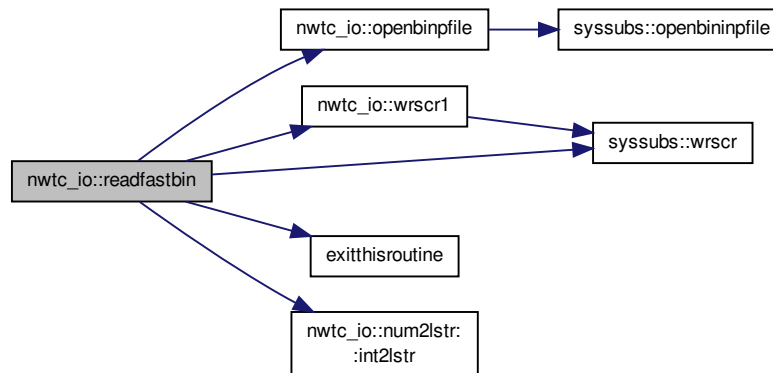 nwtc_io::openbinpfile
syssubs::openbininpfile
nwtc_io::wrscr1
syssubs::wrscr
nwtc_io::readfastbin
exitthisroutine
nwtc_io::num2lstr:
:int2lstr